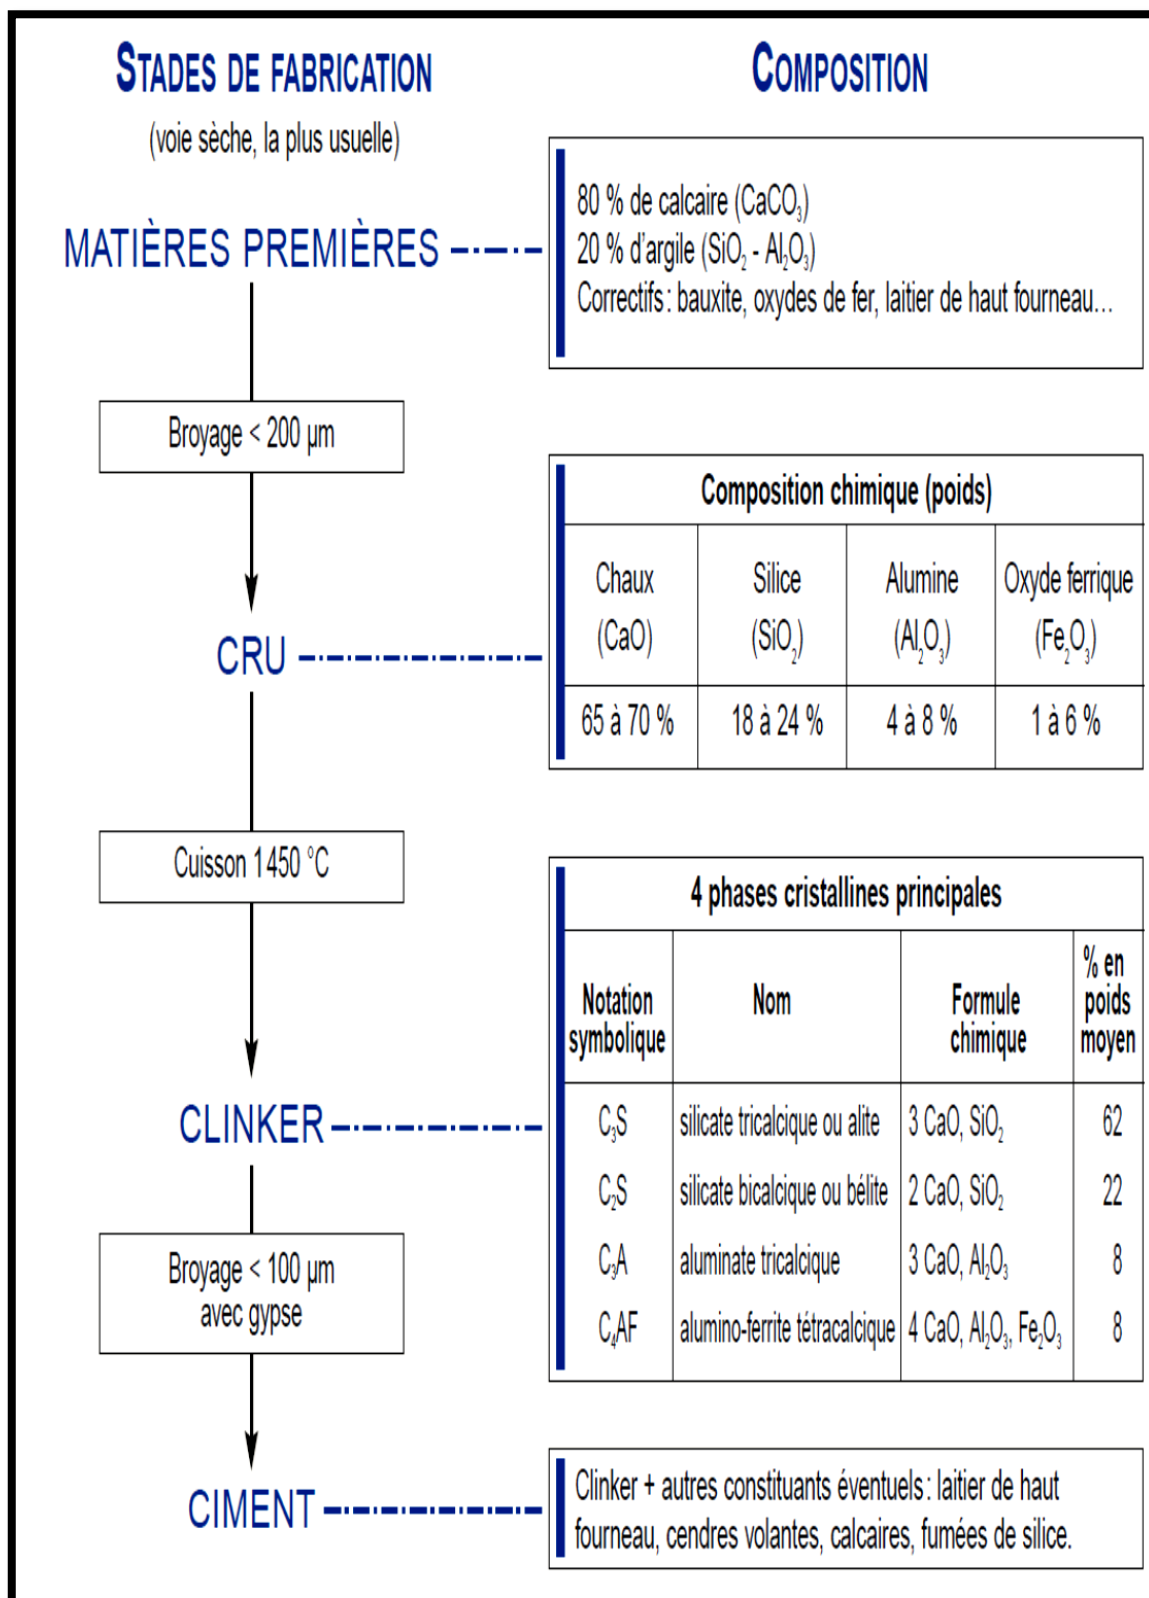 STADES DE FABRICATION
(voie sèche, la plus usuelle)
COMPOSITION
MATIÈRES PREMIÈRES
80 % de calcaire (CaCO₃)
20 % d'argile (SiO₂ - Al₂O₃)
Correctifs : bauxite, oxydes de fer, laitier de haut fourneau…
Broyage < 200 µm
CRU
Composition chimique (poids)
Chaux (CaO) Silice (SiO₂) Alumine (Al₂O₃) Oxyde ferrique (Fe₂O₃)
65 à 70 % 18 à 24 % 4 à 8 % 1 à 6 %
Cuisson 1 450 °C
CLINKER
4 phases cristallines principales
Notation symbolique Nom Formule chimique % en poids moyen
C₃S silicate tricalcique ou alite 3 CaO, SiO₂ 62
C₂S silicate bicalcique ou bélite 2 CaO, SiO₂ 22
C₃A aluminate tricalcique 3 CaO, Al₂O₃ 8
C₄AF alumino-ferrite tétracalcique 4 CaO, Al₂O₃, Fe₂O₃ 8
Broyage < 100 µm
avec gypse
CIMENT
Clinker + autres constituants éventuels : laitier de haut
fourneau, cendres volantes, calcaires, fumées de silice.